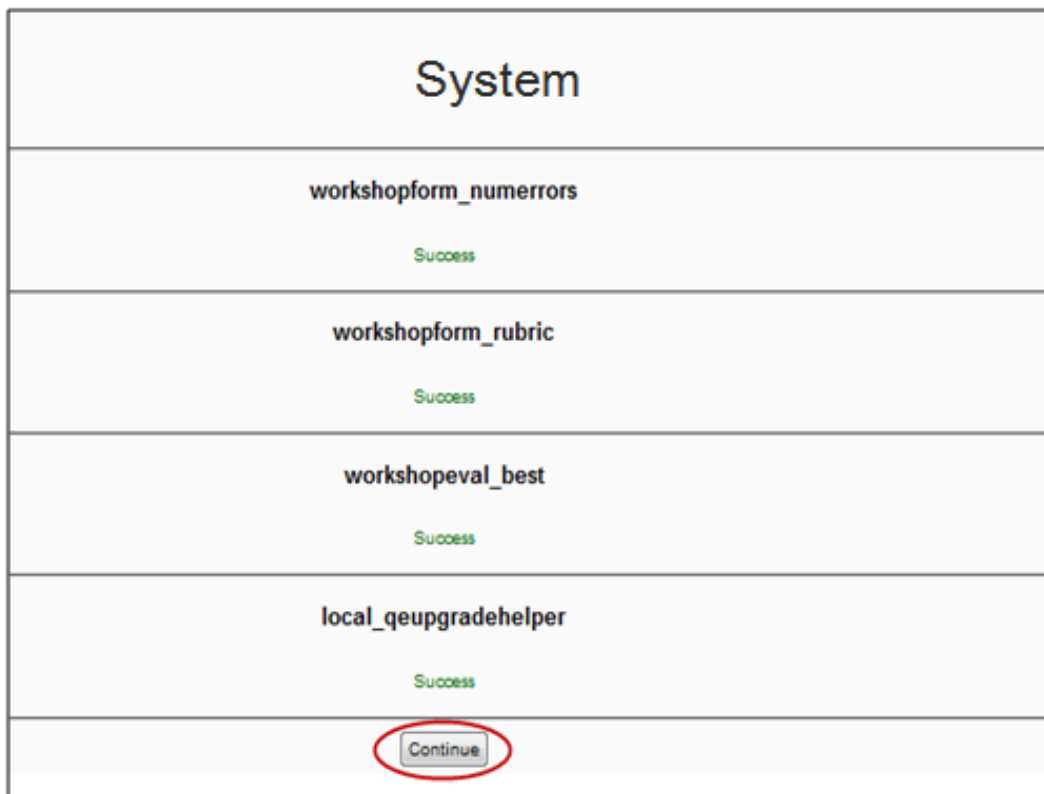 System
workshopform_numerrors
Success
workshopform_rubric
Success
workshopeval_best
Success
local_qeupgradehelper
Success
Continue